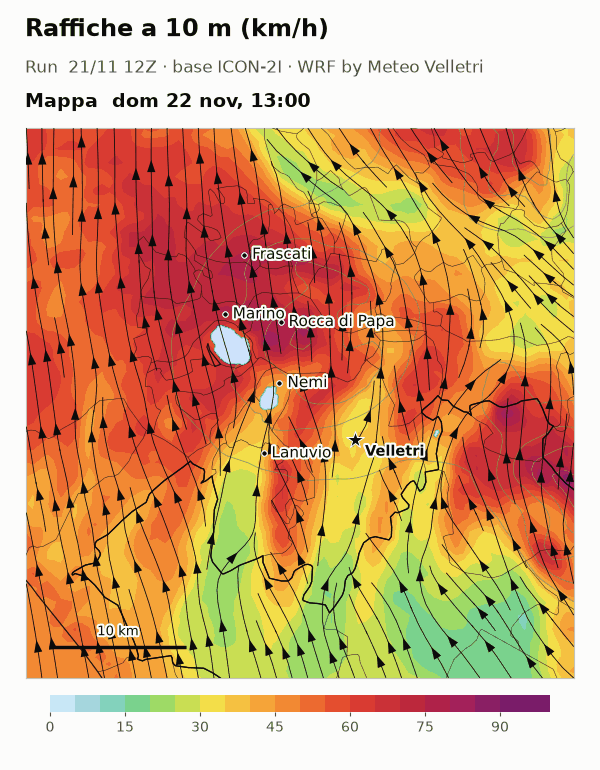 Raffiche a 10 m (km/h)
Run  21/11 12Z · base ICON-2I · WRF by Meteo Velletri
Mappa  dom 22 nov, 13:00
Frascati
Marino
Rocca di Papa
Nemi
Velletri
Lanuvio
10 km
0 15 30 45 60 75 90